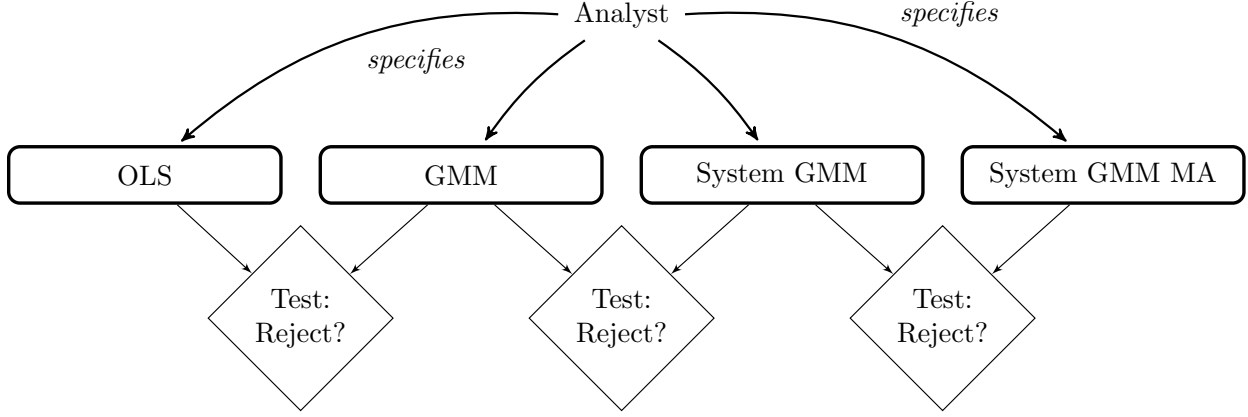 Analyst
specifies
specifies
OLS
GMM
System GMM
System GMM MA
Test:
Reject?
Test:
Reject?
Test:
Reject?